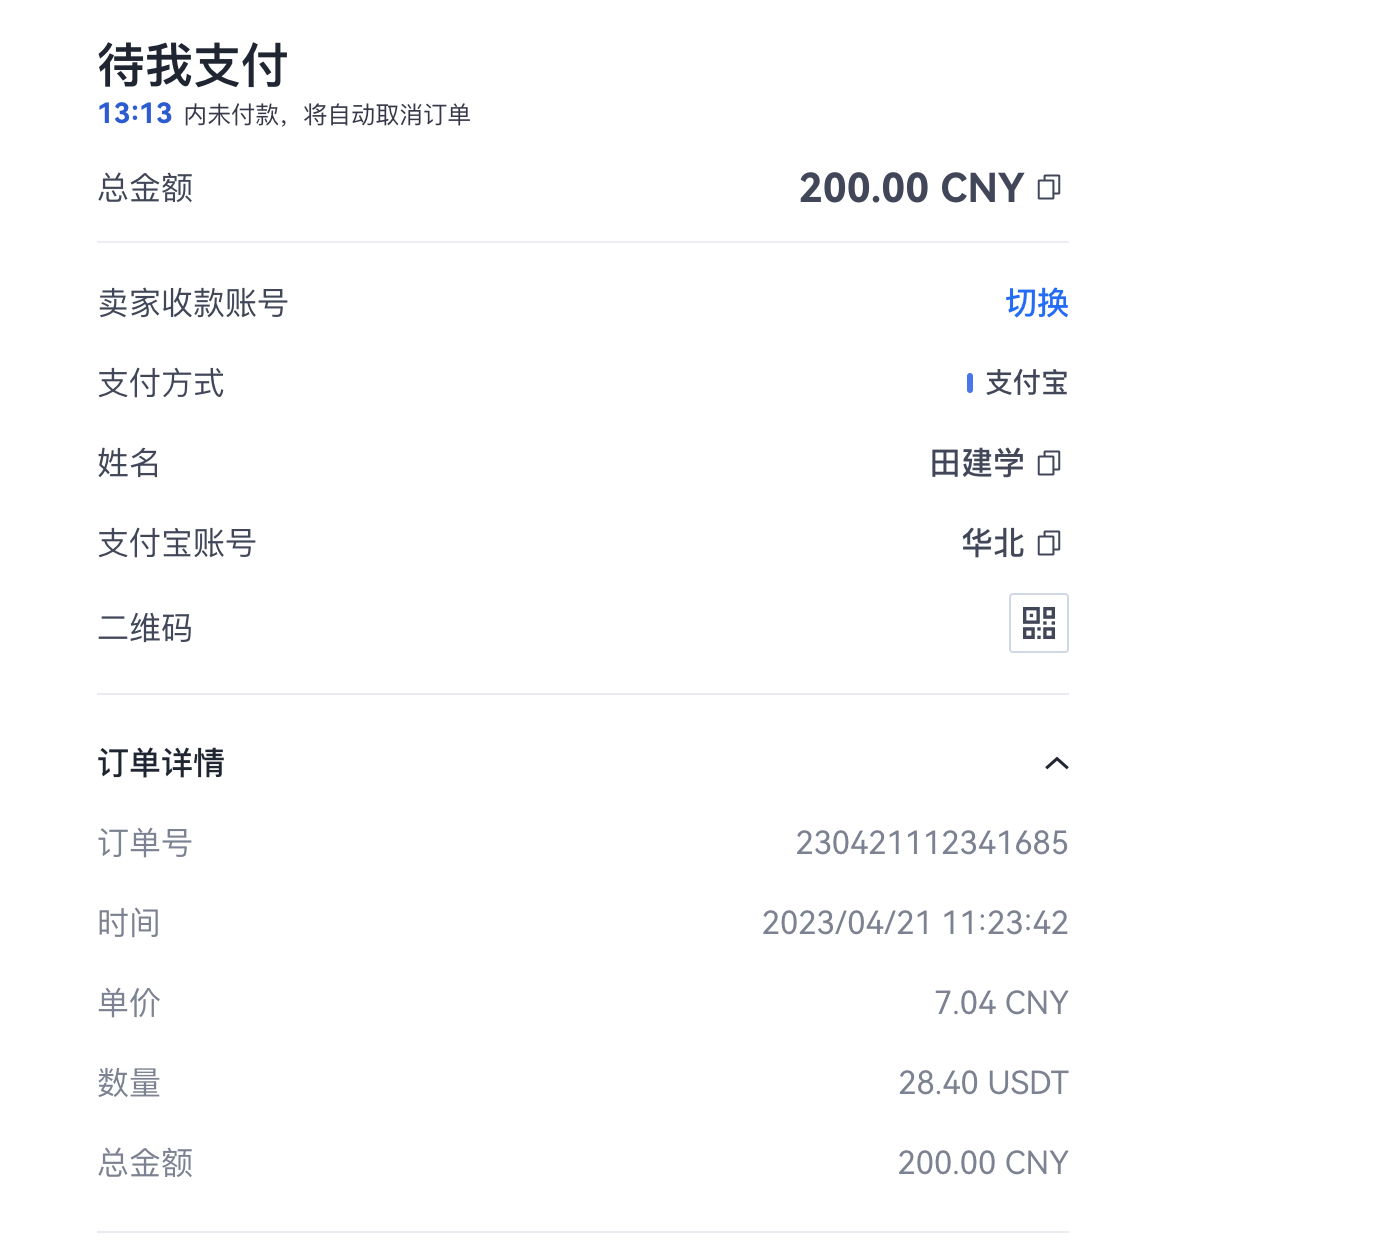 待我支付
13:13 内未付款，将自动取消订单
总金额 200.00 CNY
卖家收款账号 切换
支付方式 支付宝
姓名 田建学
支付宝账号 华北
二维码
订单详情
订单号 230421112341685
时间 2023/04/21 11:23:42
单价 7.04 CNY
数量 28.40 USDT
总金额 200.00 CNY